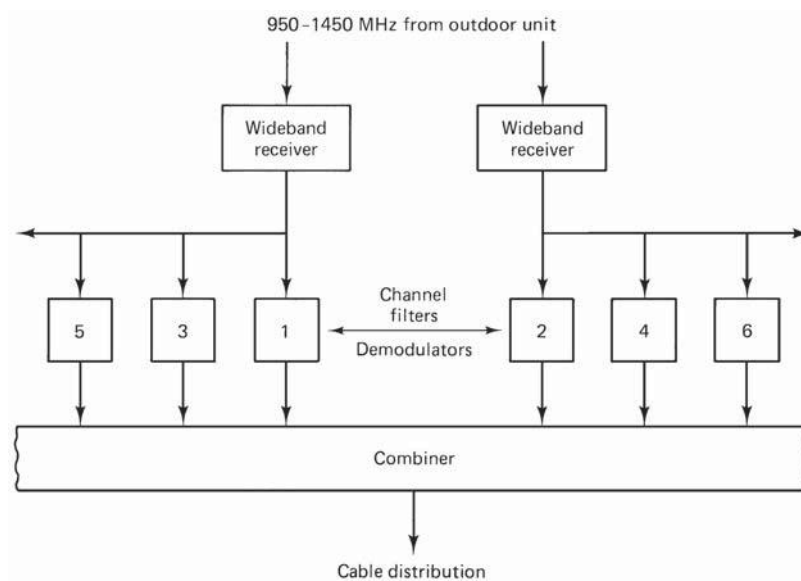 950–1450 MHz from outdoor unit
Wideband
receiver
Wideband
receiver
5
3
1
Channel
filters
Demodulators
2
4
6
Combiner
Cable distribution